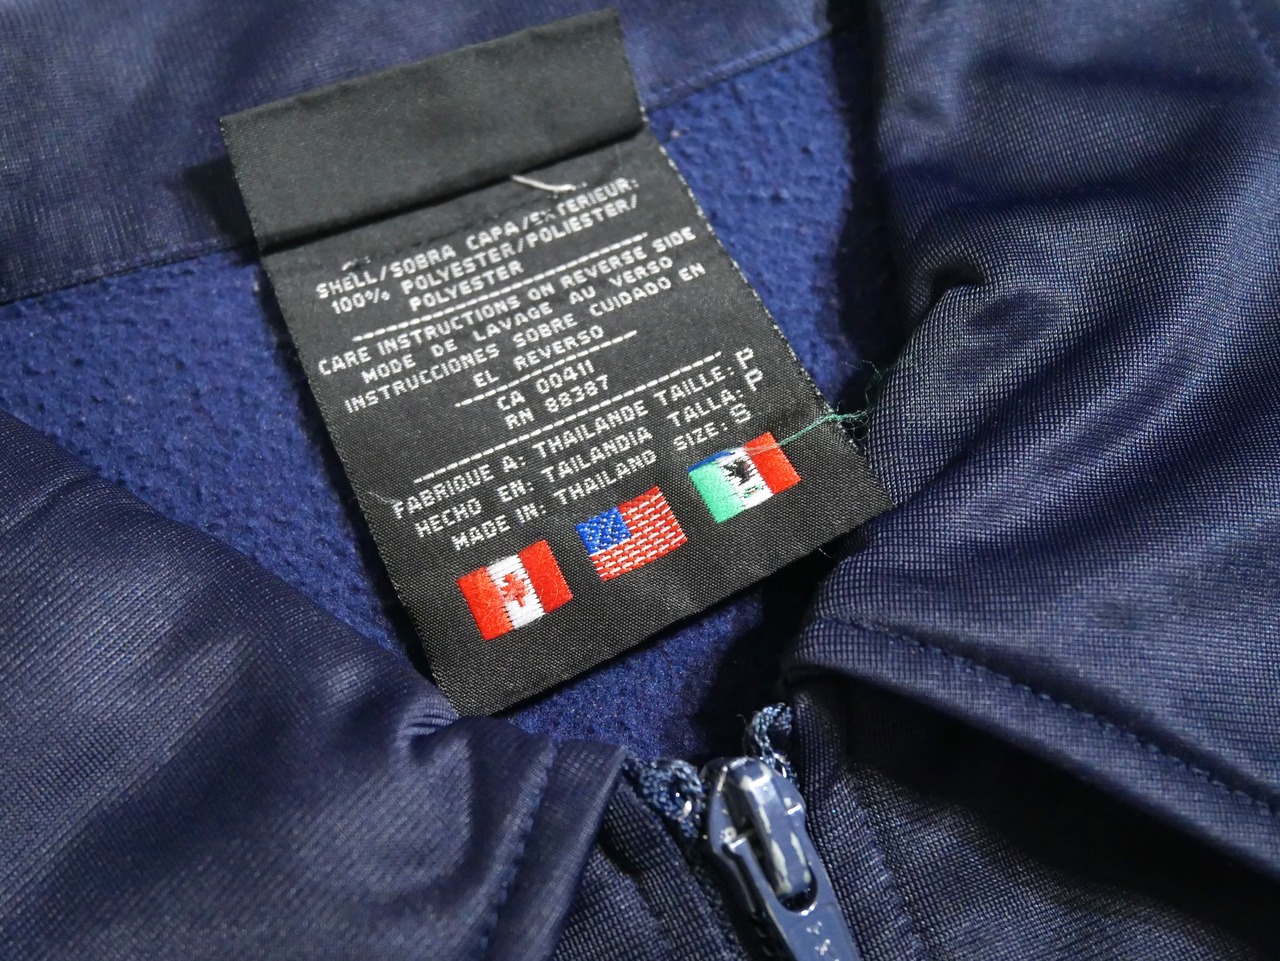 SHELL/SOBRA CAPA/EXTERIEUR:
100% POLYESTER/POLIESTER/
POLYESTER
CARE INSTRUCTIONS ON REVERSE SIDE
MODE DE LAVAGE AU VERSO
INSTRUCCIONES SOBRE CUIDADO EN
EL REVERSO
CA 00411
RN 88387
FABRIQUE A: THAILANDE TAILLE: P
HECHO EN: TAILANDIA TALLA: P
MADE IN: THAILAND SIZE: S